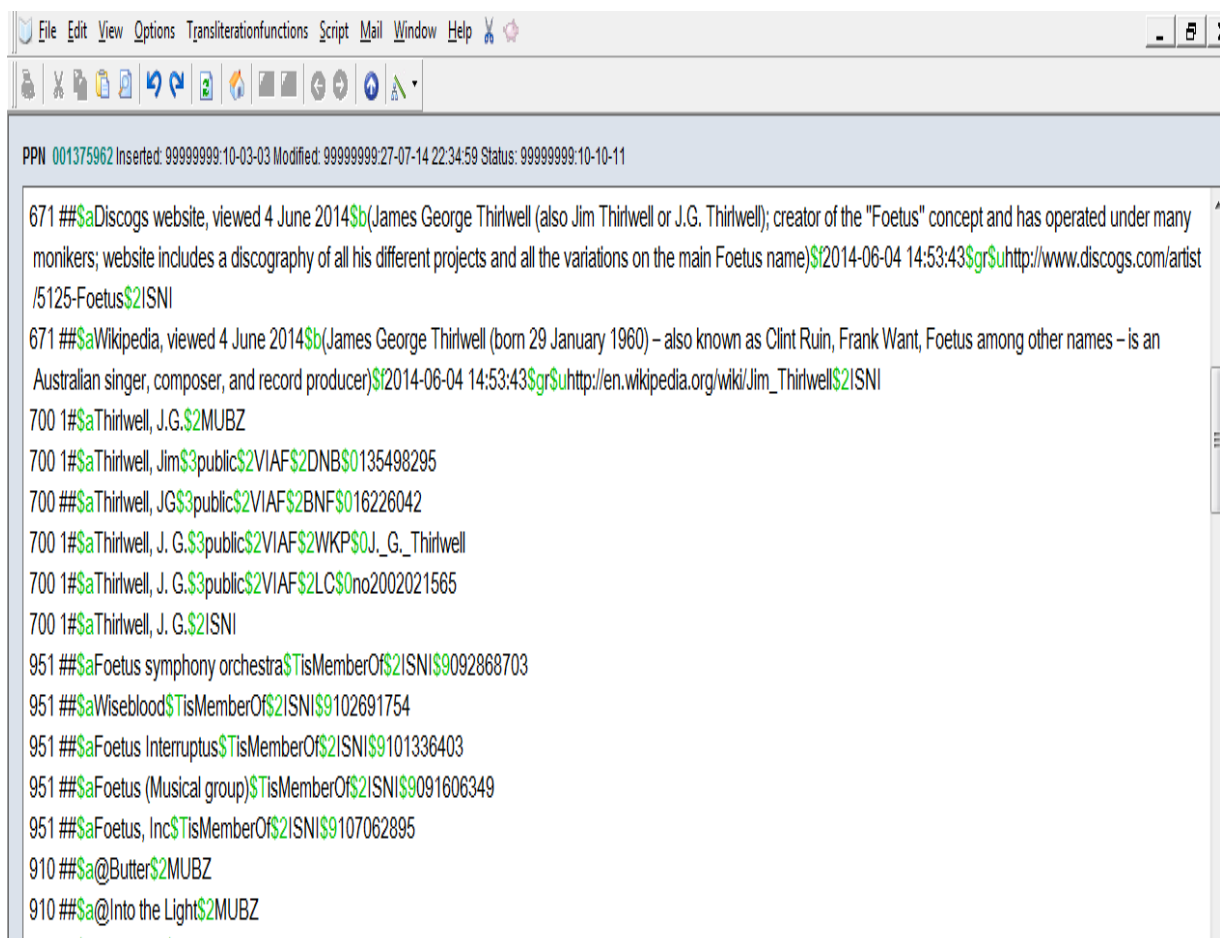 File Edit View Options Transliterationfunctions Script Mail Window Help
PPN 001375962 Inserted: 99999999:10-03-03 Modified: 99999999:27-07-14 22:34:59 Status: 99999999:10-10-11
671 ##$aDiscogs website, viewed 4 June 2014$b(James George Thirlwell (also Jim Thirlwell or J.G. Thirlwell); creator of the "Foetus" concept and has operated under many
monikers; website includes a discography of all his different projects and all the variations on the main Foetus name)$f2014-06-04 14:53:43$gr$uhttp://www.discogs.com/artist
/5125-Foetus$2ISNI
671 ##$aWikipedia, viewed 4 June 2014$b(James George Thirlwell (born 29 January 1960) – also known as Clint Ruin, Frank Want, Foetus among other names – is an
Australian singer, composer, and record producer)$f2014-06-04 14:53:43$gr$uhttp://en.wikipedia.org/wiki/Jim_Thirlwell$2ISNI
700 1#$aThirlwell, J.G.$2MUBZ
700 1#$aThirlwell, Jim$3public$2VIAF$2DNB$0135498295
700 ##$aThirlwell, JG$3public$2VIAF$2BNF$016226042
700 1#$aThirlwell, J. G.$3public$2VIAF$2WKP$0J._G._Thirlwell
700 1#$aThirlwell, J. G.$3public$2VIAF$2LC$0no2002021565
700 1#$aThirlwell, J. G.$2ISNI
951 ##$aFoetus symphony orchestra$TisMemberOf$2ISNI$9092868703
951 ##$aWiseblood$TisMemberOf$2ISNI$9102691754
951 ##$aFoetus Interruptus$TisMemberOf$2ISNI$9101336403
951 ##$aFoetus (Musical group)$TisMemberOf$2ISNI$9091606349
951 ##$aFoetus, Inc$TisMemberOf$2ISNI$9107062895
910 ##$a@Butter$2MUBZ
910 ##$a@Into the Light$2MUBZ